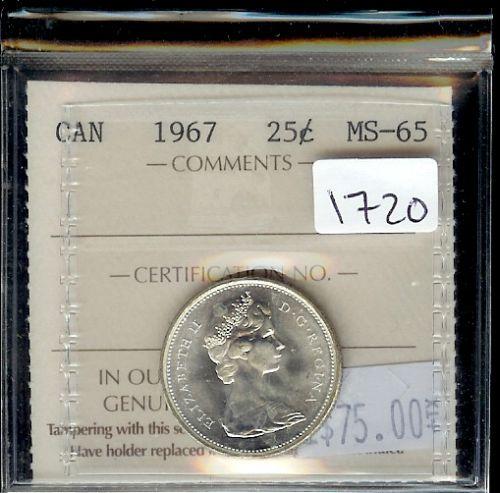 CAN 1967 25¢ MS-65
— COMMENTS —
1720
— CERTIFICATION NO. —
ELIZABETH II D·G·REGINA
IN OU
GENU
$75.00
Tampering with this se
Have holder replaced